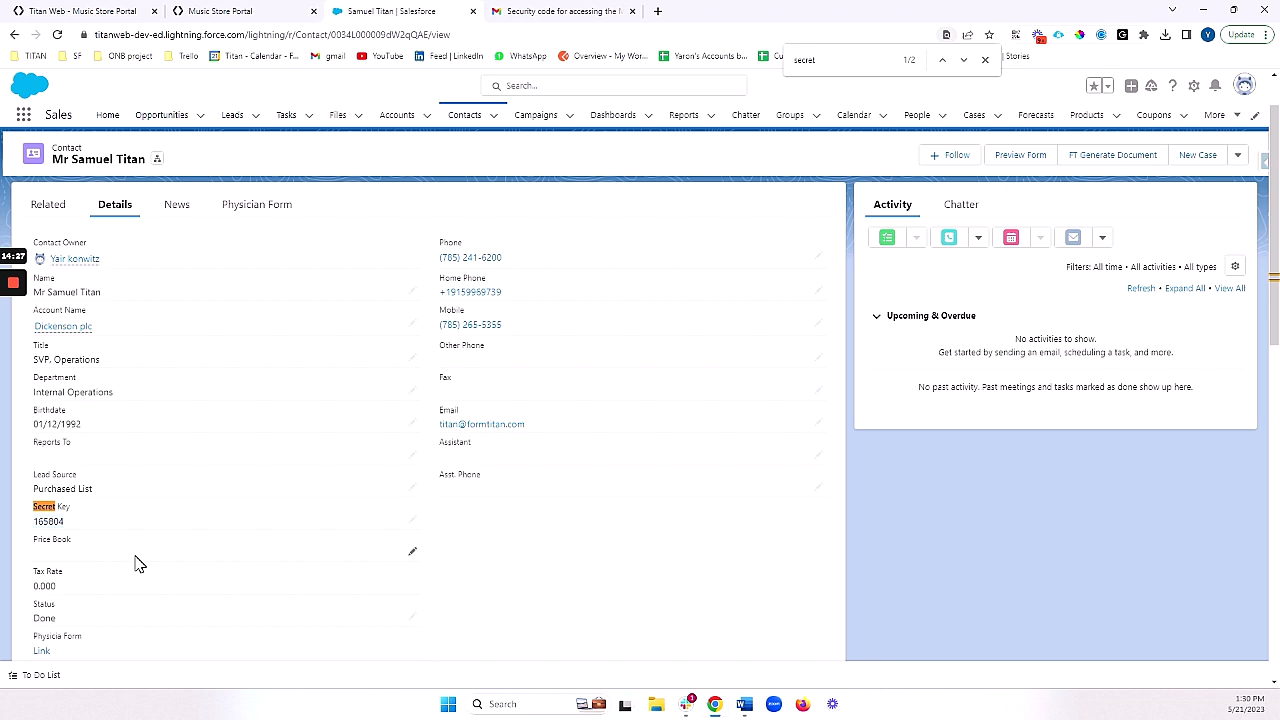 Titan Web - Music Store Portal
Music Store Portal
Samuel Titan | Salesforce
Security code for accessing the M
titanweb-dev-ed.lightning.force.com/lightning/r/Contact/0034L000009dW2qQAE/view
Update
TITAN
SF
ONB project
Trello
Titan - Calendar - F...
gmail
Feed | LinkedIn
WhatsApp
Overview - My Wor...
Yaron's accounts &...
Cu
Stories
secret
1/2
Search...
Sales
Home
Opportunities
Leads
Tasks
Files
Accounts
Contacts
Campaigns
Dashboards
Reports
Chatter
Groups
Calendar
People
Cases
Forecasts
Products
Coupons
More
Contact
Mr Samuel Titan
Follow
Preview Form
FT Generate Document
New Case
Related
Details
News
Physician Form
Activity
Chatter
14:27
Contact Owner
Yair konwitz
Phone
(785) 241-6200
Name
Mr Samuel Titan
Home Phone
+19159969739
Account Name
Dickenson plc
Mobile
(785) 265-5355
Title
SVP, Operations
Other Phone
Department
Internal Operations
Fax
Birthdate
01/12/1992
Email
titan@formtitan.com
Reports To
Assistant
Lead Source
Purchased List
Asst. Phone
Secret Key
165804
Price Book
Tax Rate
0.000
Status
Done
Physicia Form
Link
Filters: All time • All activities • All types
Refresh • Expand All • View All
Upcoming & Overdue
No activities to show.
Get started by sending an email, scheduling a task, and more.
No past activity. Past meetings and tasks marked as done show up here.
To Do List
Search
1
1:30 PM
5/21/2023